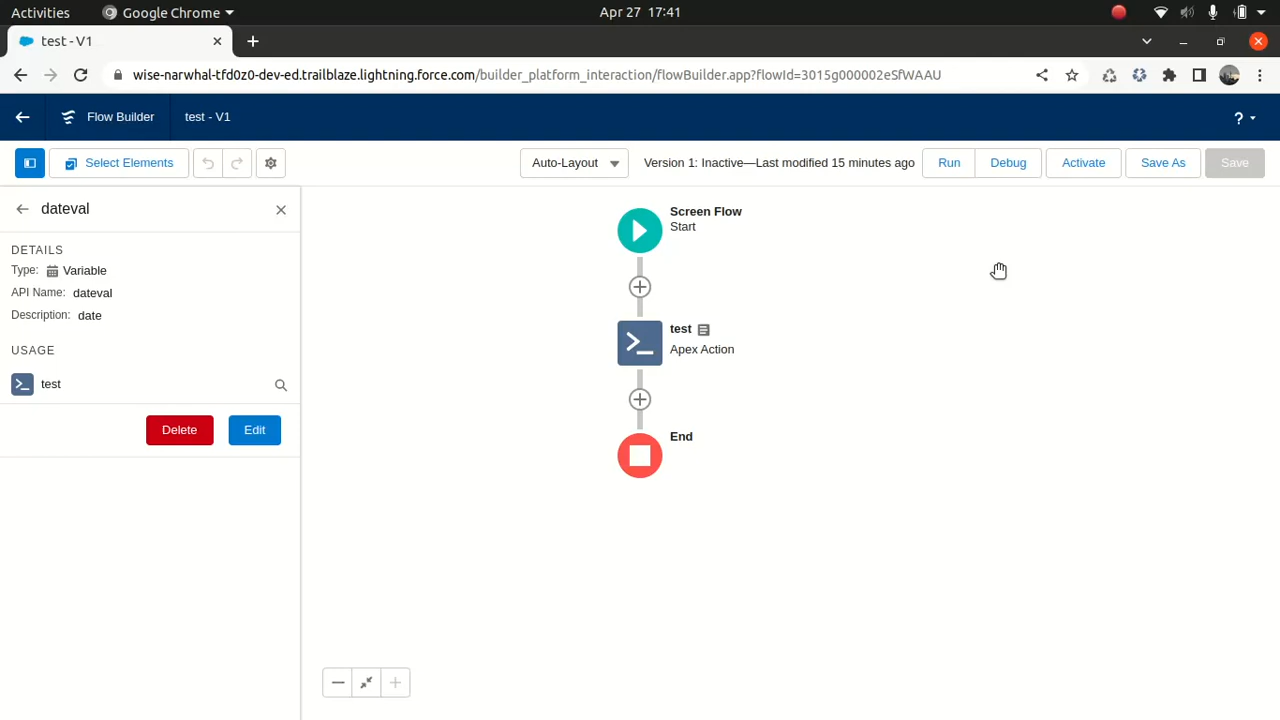 Activities
Google Chrome
Apr 27 17:41
test - V1
wise-narwhal-tfd0z0-dev-ed.trailblaze.lightning.force.com/builder_platform_interaction/flowBuilder.app?flowId=3015g000002eSfWAAU
Flow Builder
test - V1
?
Select Elements
Auto-Layout
Version 1: Inactive—Last modified 15 minutes ago
Run
Debug
Activate
Save As
Save
dateval
DETAILS
Type: Variable
API Name: dateval
Description: date
USAGE
test
Delete
Edit
Screen Flow
Start
test
Apex Action
End